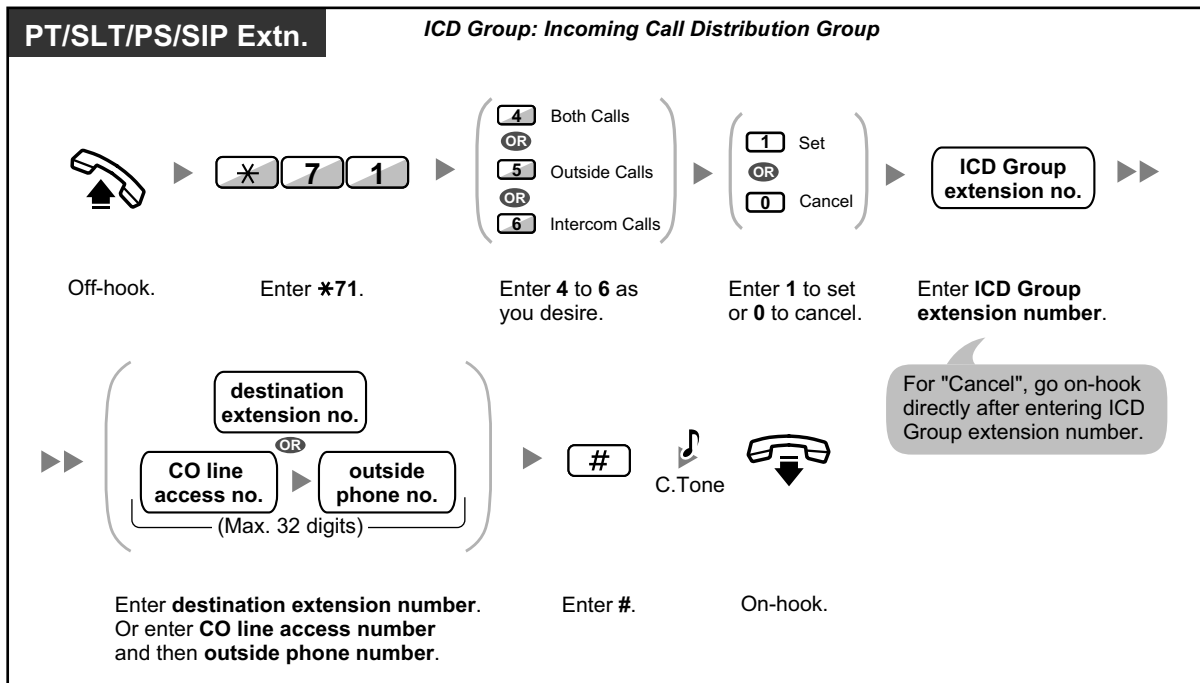 PT/SLT/PS/SIP Extn.
ICD Group: Incoming Call Distribution Group
4 Both Calls
OR
5 Outside Calls
OR
6 Intercom Calls
1 Set
OR
0 Cancel
ICD Group
extension no.
✳ 7 1
Off-hook.
Enter ✳71.
Enter 4 to 6 as
you desire.
Enter 1 to set
or 0 to cancel.
Enter ICD Group
extension number.
For "Cancel", go on-hook
directly after entering ICD
Group extension number.
destination
extension no.
OR
CO line
access no.
outside
phone no.
(Max. 32 digits)
#
C.Tone
Enter destination extension number.
Or enter CO line access number
and then outside phone number.
Enter #.
On-hook.